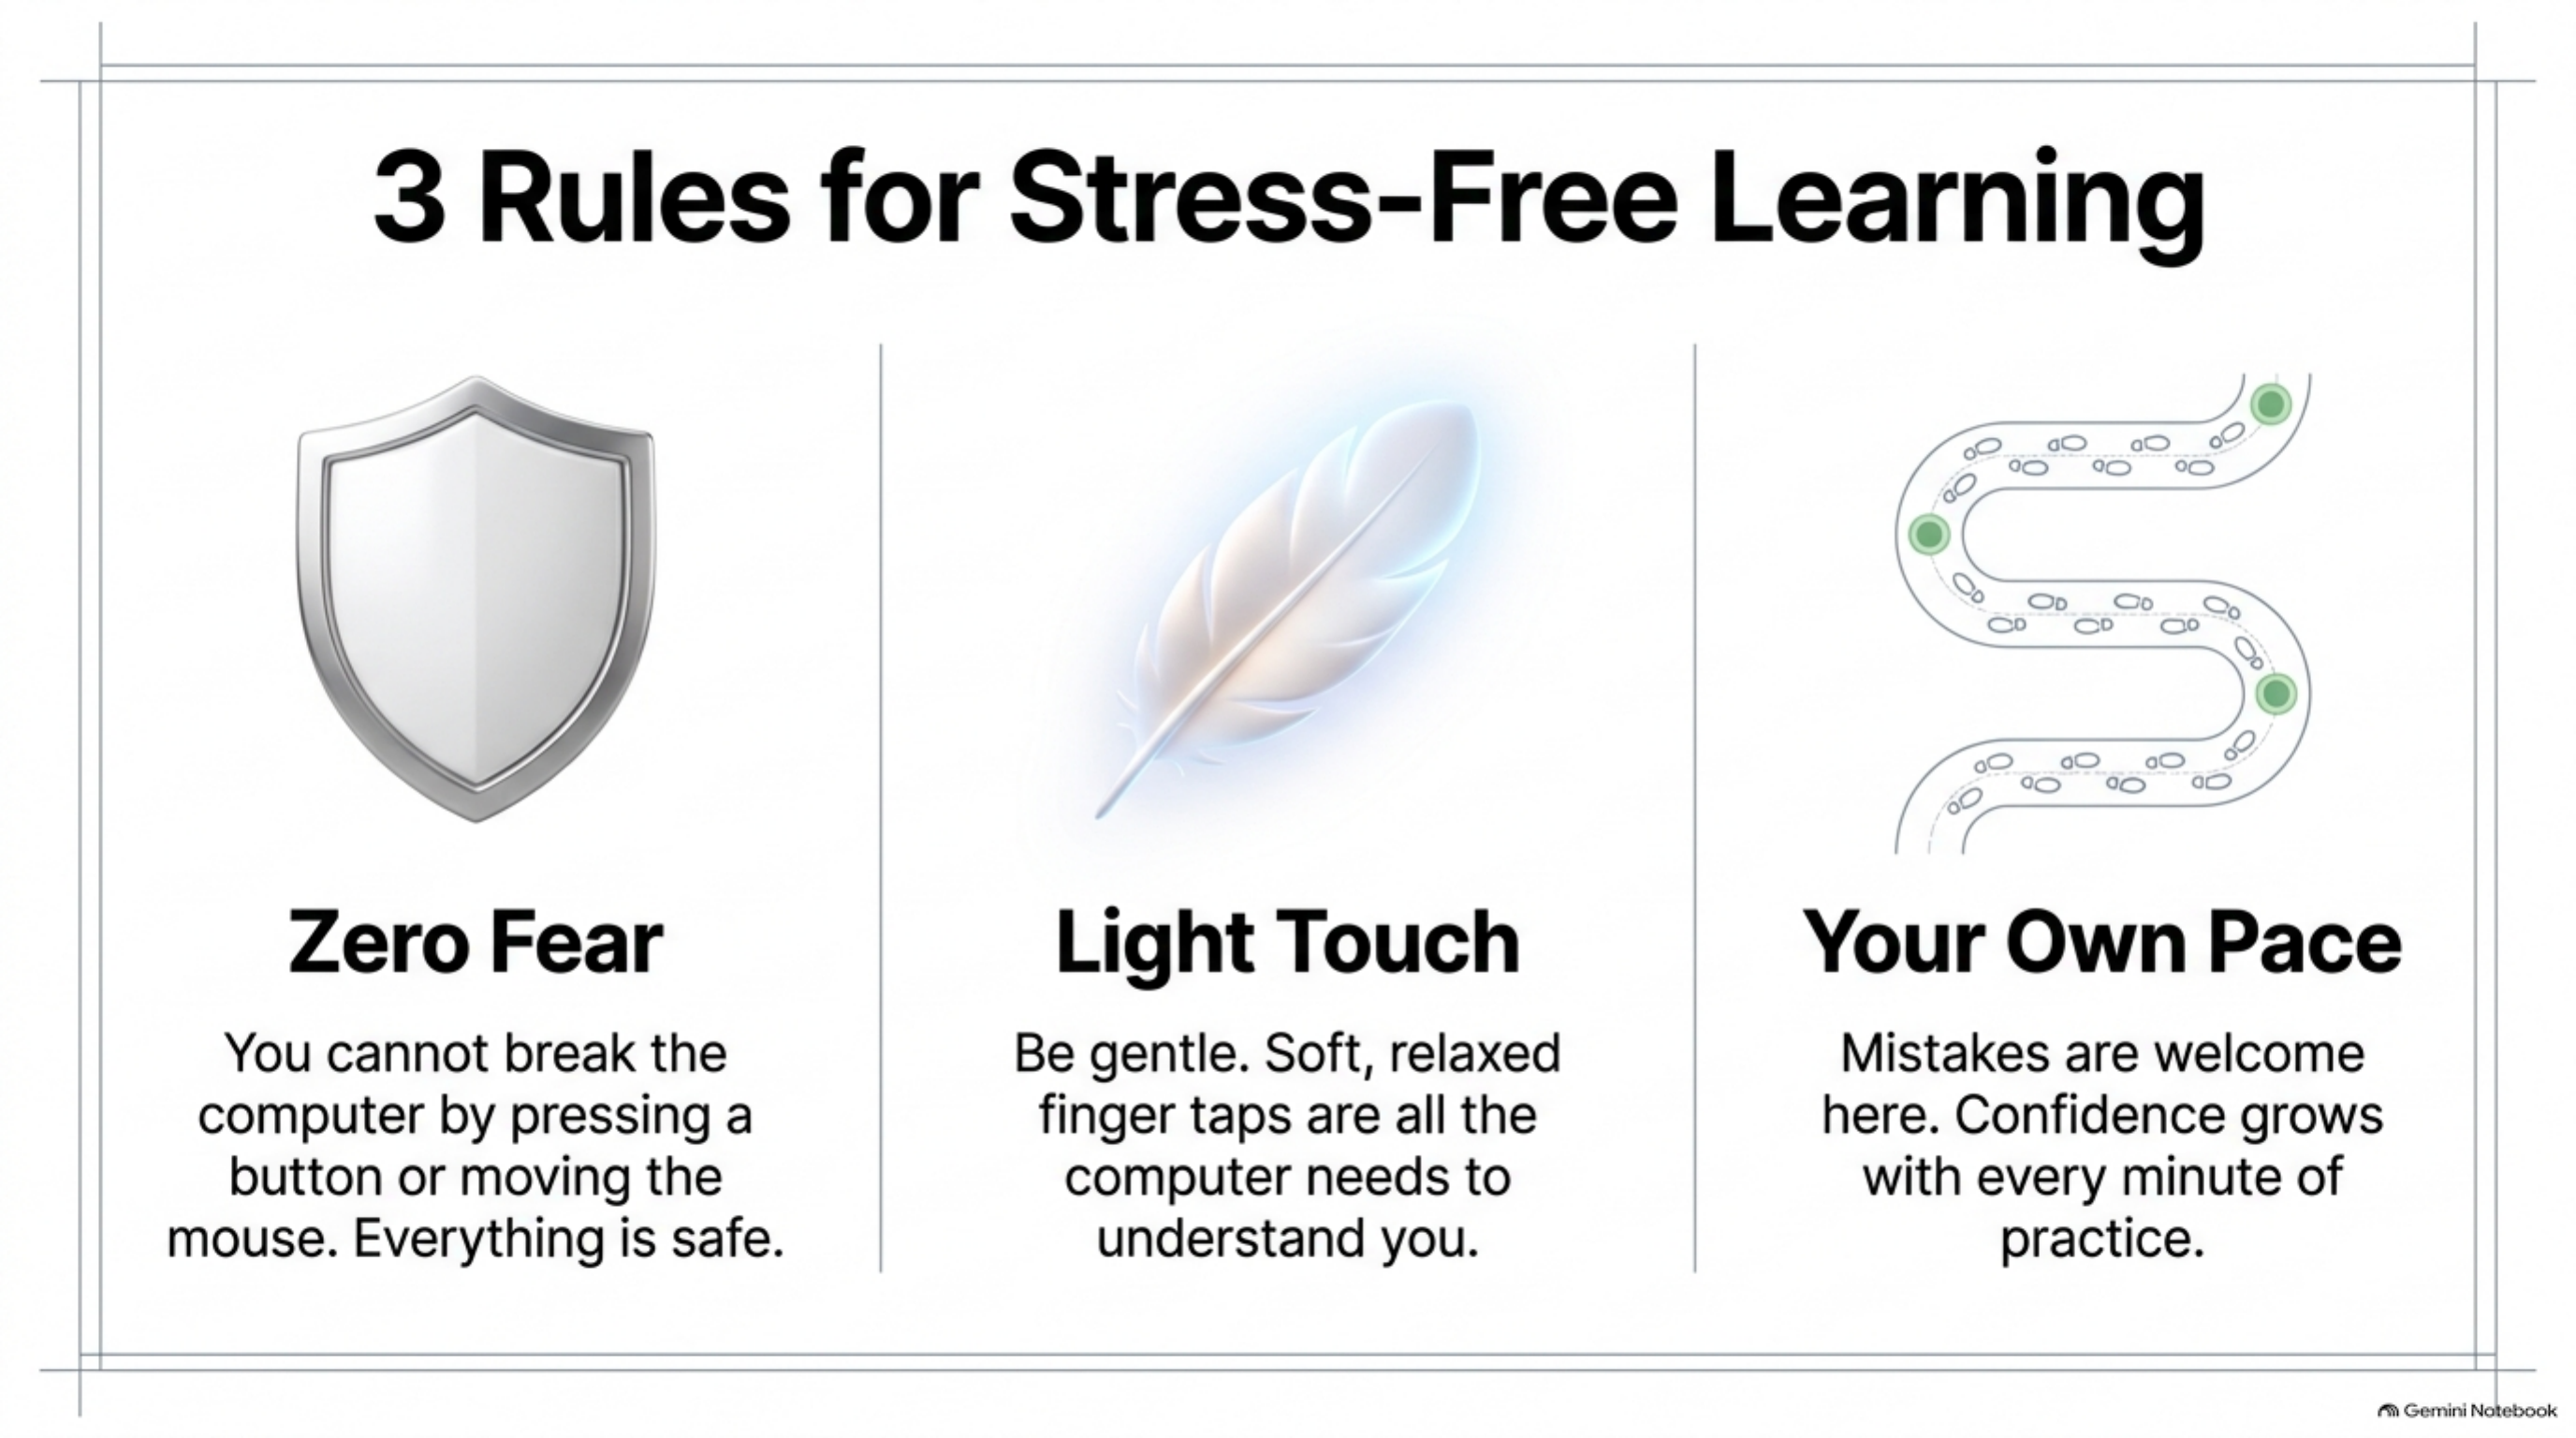 3 Rules for Stress-Free Learning
Zero Fear
You cannot break the
computer by pressing a
button or moving the
mouse. Everything is safe.
Light Touch
Be gentle. Soft, relaxed
finger taps are all the
computer needs to
understand you.
Your Own Pace
Mistakes are welcome
here. Confidence grows
with every minute of
practice.
Gemini Notebook